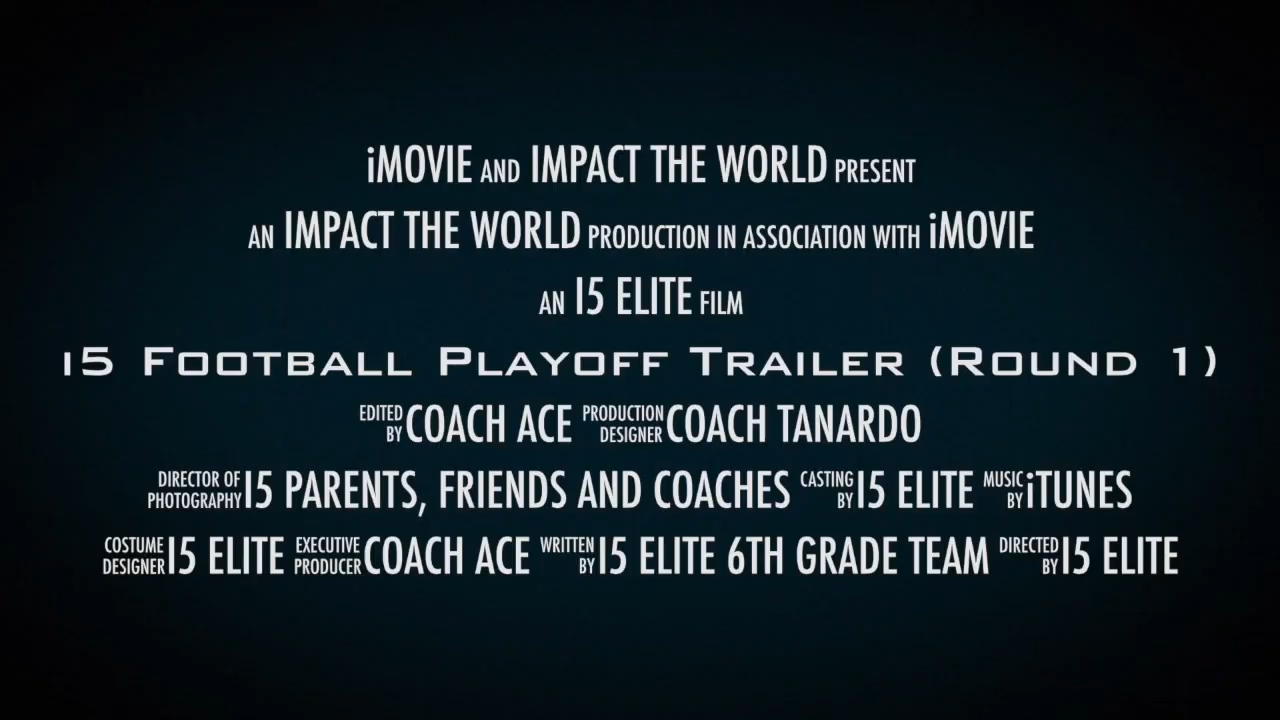 iMOVIE AND IMPACT THE WORLD PRESENT
AN IMPACT THE WORLD PRODUCTION IN ASSOCIATION WITH iMOVIE
AN I5 ELITE FILM
I5 FOOTBALL PLAYOFF TRAILER (ROUND 1)
EDITED BY COACH ACE PRODUCTION DESIGNER COACH TANARDO
DIRECTOR OF PHOTOGRAPHY I5 PARENTS, FRIENDS AND COACHES CASTING BY I5 ELITE MUSIC BY iTUNES
COSTUME DESIGNER I5 ELITE EXECUTIVE PRODUCER COACH ACE WRITTEN BY I5 ELITE 6TH GRADE TEAM DIRECTED BY I5 ELITE